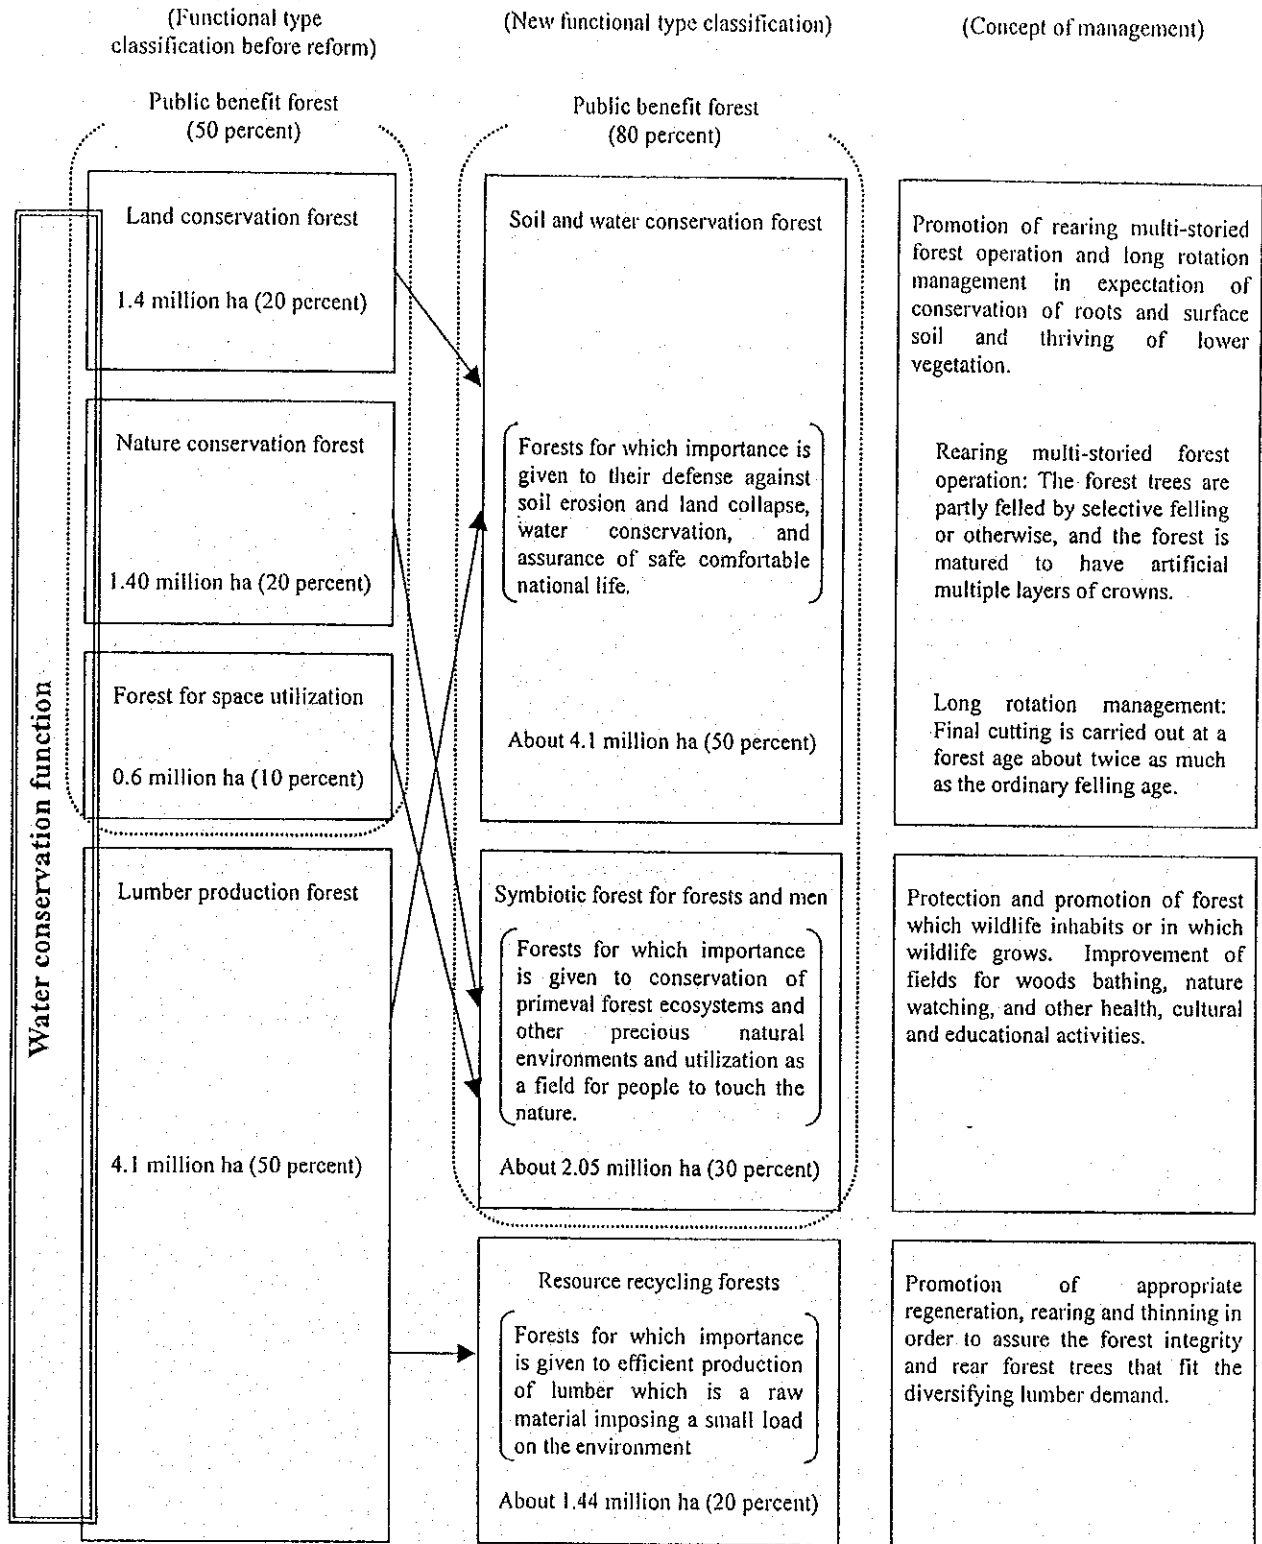 (Functional type
classification before reform)
Public benefit forest
(50 percent)
Water conservation function
Land conservation forest
1.4 million ha (20 percent)
Nature conservation forest
1.40 million ha (20 percent)
Forest for space utilization
0.6 million ha (10 percent)
Lumber production forest
4.1 million ha (50 percent)
(New functional type classification)
Public benefit forest
(80 percent)
Soil and water conservation forest
Forests for which importance is
given to their defense against
soil erosion and land collapse,
water conservation, and
assurance of safe comfortable
national life.
About 4.1 million ha (50 percent)
Symbiotic forest for forests and men
Forests for which importance
is given to conservation of
primeval forest ecosystems and
other precious natural
environments and utilization as
a field for people to touch the
nature.
About 2.05 million ha (30 percent)
Resource recycling forests
Forests for which importance
is given to efficient production
of lumber which is a raw
material imposing a small load
on the environment
About 1.44 million ha (20 percent)
(Concept of management)
Promotion of rearing multi-storied
forest operation and long rotation
management in expectation of
conservation of roots and surface
soil and thriving of lower
vegetation.
Rearing multi-storied forest
operation: The forest trees are
partly felled by selective felling
or otherwise, and the forest is
matured to have artificial
multiple layers of crowns.
Long rotation management:
Final cutting is carried out at a
forest age about twice as much
as the ordinary felling age.
Protection and promotion of forest
which wildlife inhabits or in which
wildlife grows. Improvement of
fields for woods bathing, nature
watching, and other health, cultural
and educational activities.
Promotion of appropriate
regeneration, rearing and thinning in
order to assure the forest integrity
and rear forest trees that fit the
diversifying lumber demand.